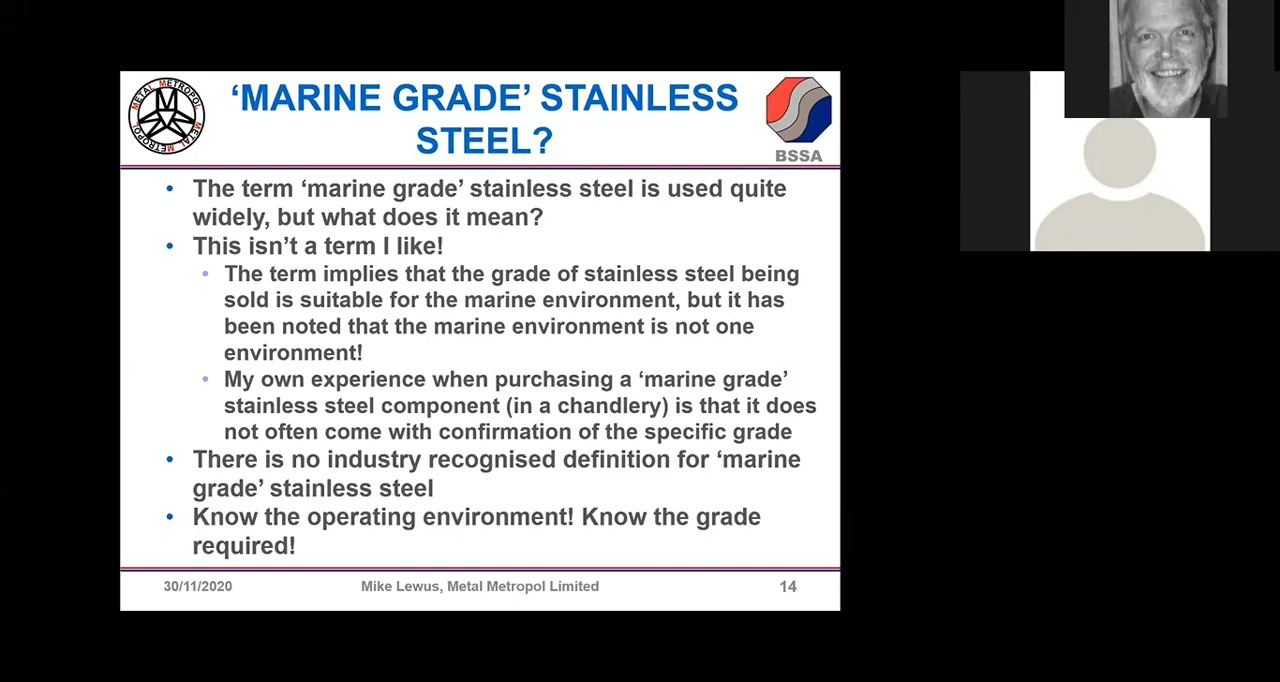 METAL METROPOL METAL METROPOL
M
'MARINE GRADE' STAINLESS
STEEL?
BSSA
• The term 'marine grade' stainless steel is used quite
widely, but what does it mean?
• This isn't a term I like!
• The term implies that the grade of stainless steel being
sold is suitable for the marine environment, but it has
been noted that the marine environment is not one
environment!
• My own experience when purchasing a 'marine grade'
stainless steel component (in a chandlery) is that it does
not often come with confirmation of the specific grade
• There is no industry recognised definition for 'marine
grade' stainless steel
• Know the operating environment! Know the grade
required!
30/11/2020 Mike Lewus, Metal Metropol Limited 14